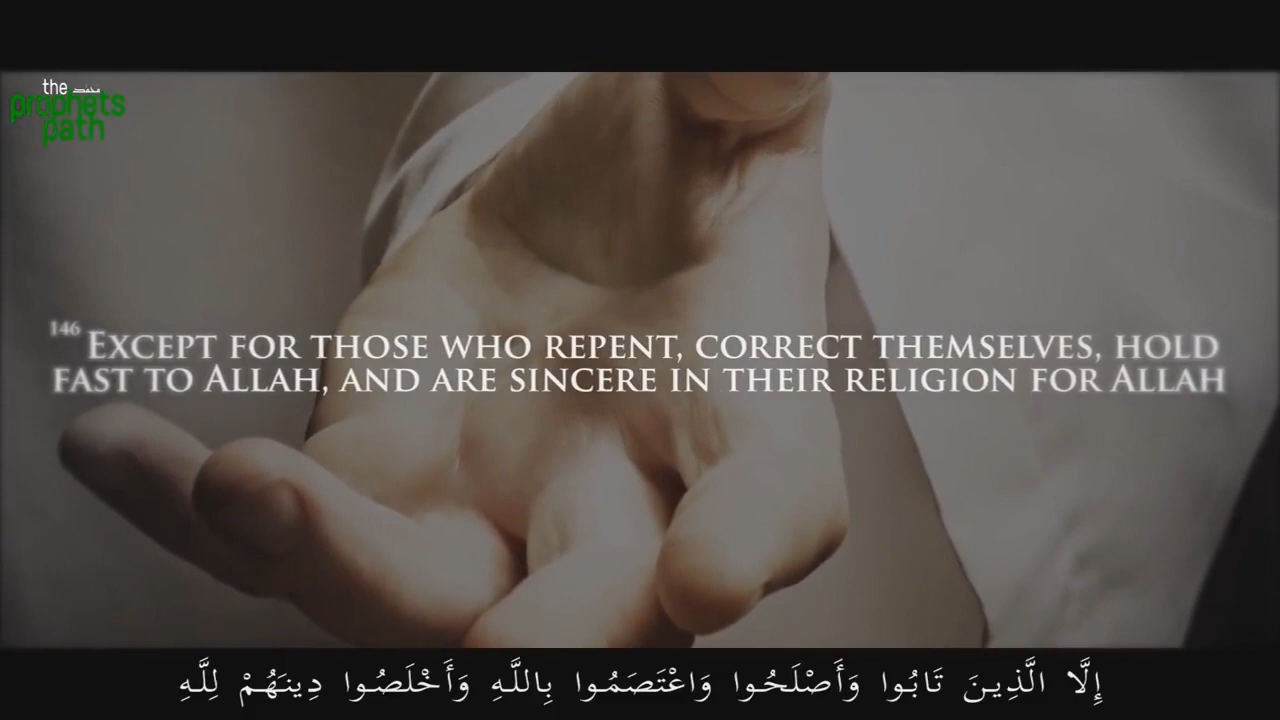 the محمد
prophets
path
146 EXCEPT FOR THOSE WHO REPENT, CORRECT THEMSELVES, HOLD
FAST TO ALLAH, AND ARE SINCERE IN THEIR RELIGION FOR ALLAH
إِلَّا الَّذِينَ تَابُوا وَأَصْلَحُوا وَاعْتَصَمُوا بِاللَّهِ وَأَخْلَصُوا دِينَهُمْ لِلَّهِ